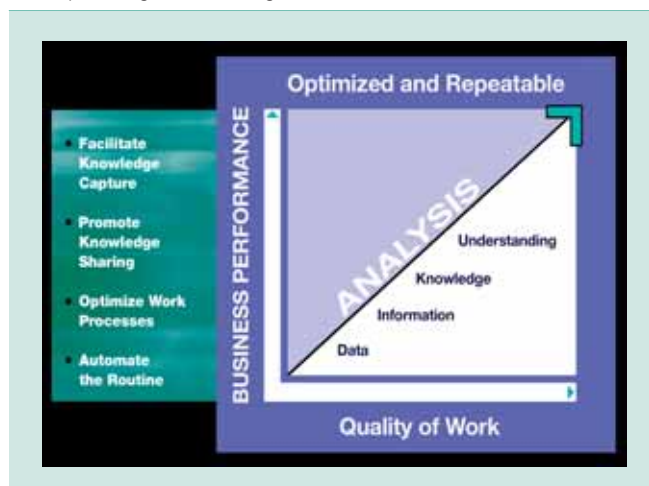 • Facilitate
Knowledge
Capture
• Promote
Knowledge
Sharing
• Optimize Work
Processes
• Automate
the Routine
Optimized and Repeatable
BUSINESS PERFORMANCE
ANALYSIS
Understanding
Knowledge
Information
Data
Quality of Work